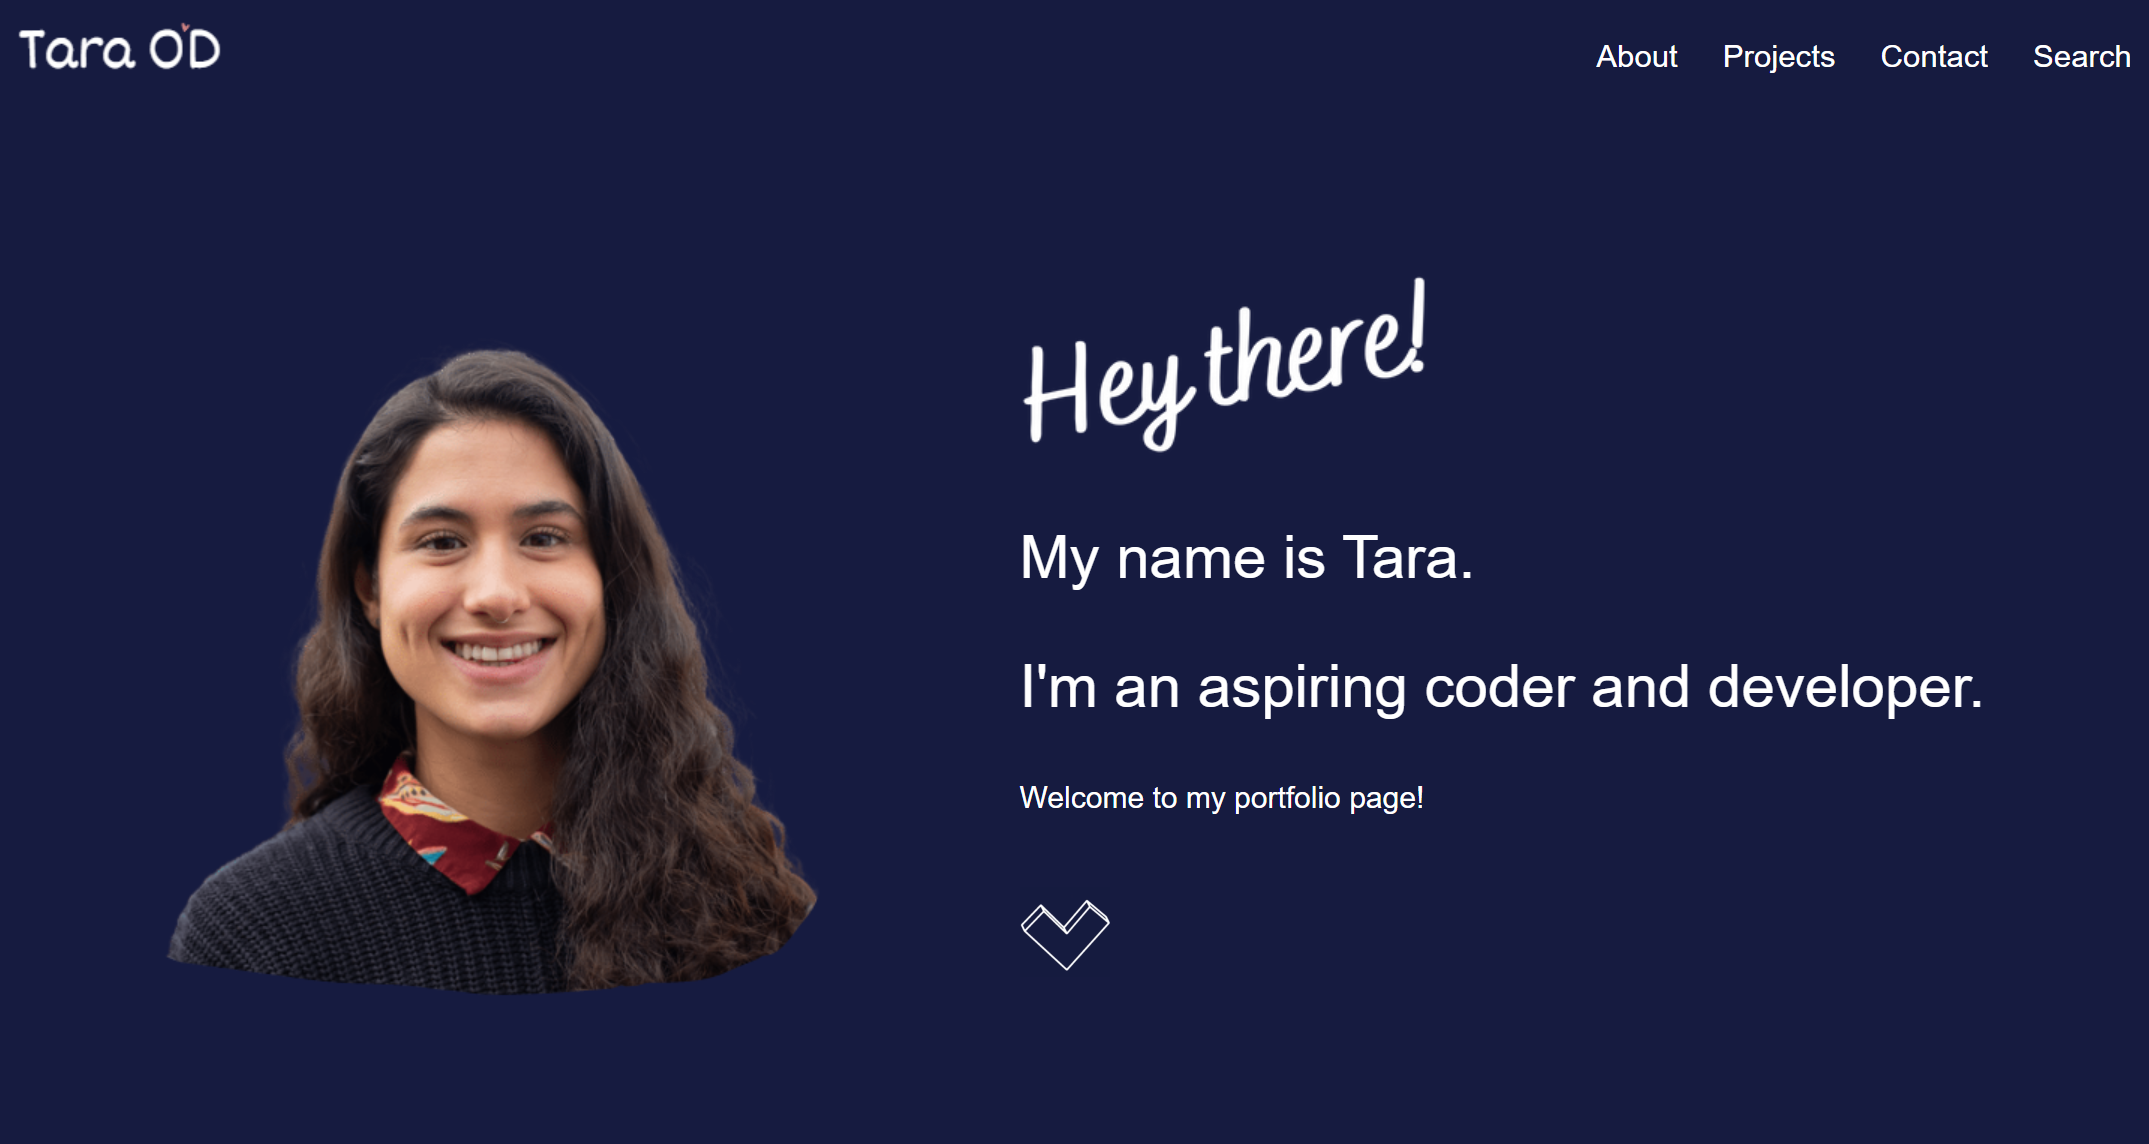 Tara O'D
About Projects Contact Search
Hey there!
My name is Tara.
I'm an aspiring coder and developer.
Welcome to my portfolio page!